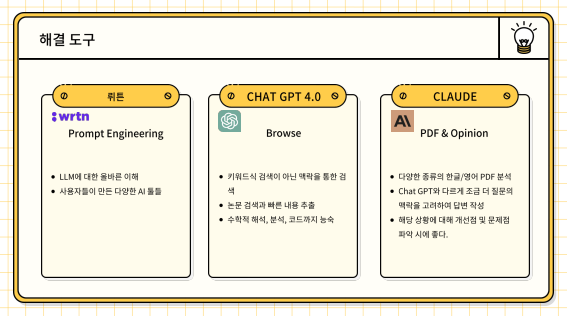 해결 도구
뤼튼
wrtn
Prompt Engineering
LLM에 대한 올바른 이해
사용자들이 만든 다양한 AI 툴들
CHAT GPT 4.0
Browse
키워드식 검색이 아닌 맥락을 통한 검
색
논문 검색과 빠른 내용 추출
수학적 해석, 분석, 코드까지 능숙
CLAUDE
A\
PDF & Opinion
다양한 종류의 한글/영어 PDF 분석
Chat GPT와 다르게 조금 더 질문의
맥락을 고려하여 답변 작성
해당 상황에 대해 개선점 및 문제점
파악 시에 좋다.